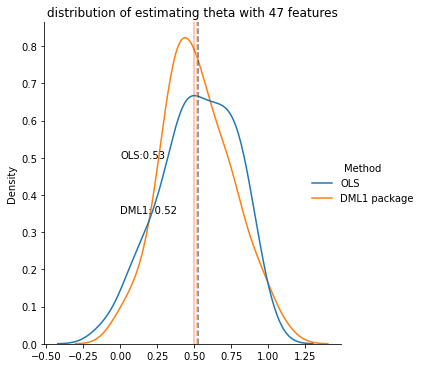 distribution of estimating theta with 47 features
0.8
0.7
0.6
0.5
0.4
0.3
0.2
0.1
0.0
Density
OLS:0.53
DML1: 0.52
Method
OLS
DML1 package
−0.50 −0.25 0.00 0.25 0.50 0.75 1.00 1.25